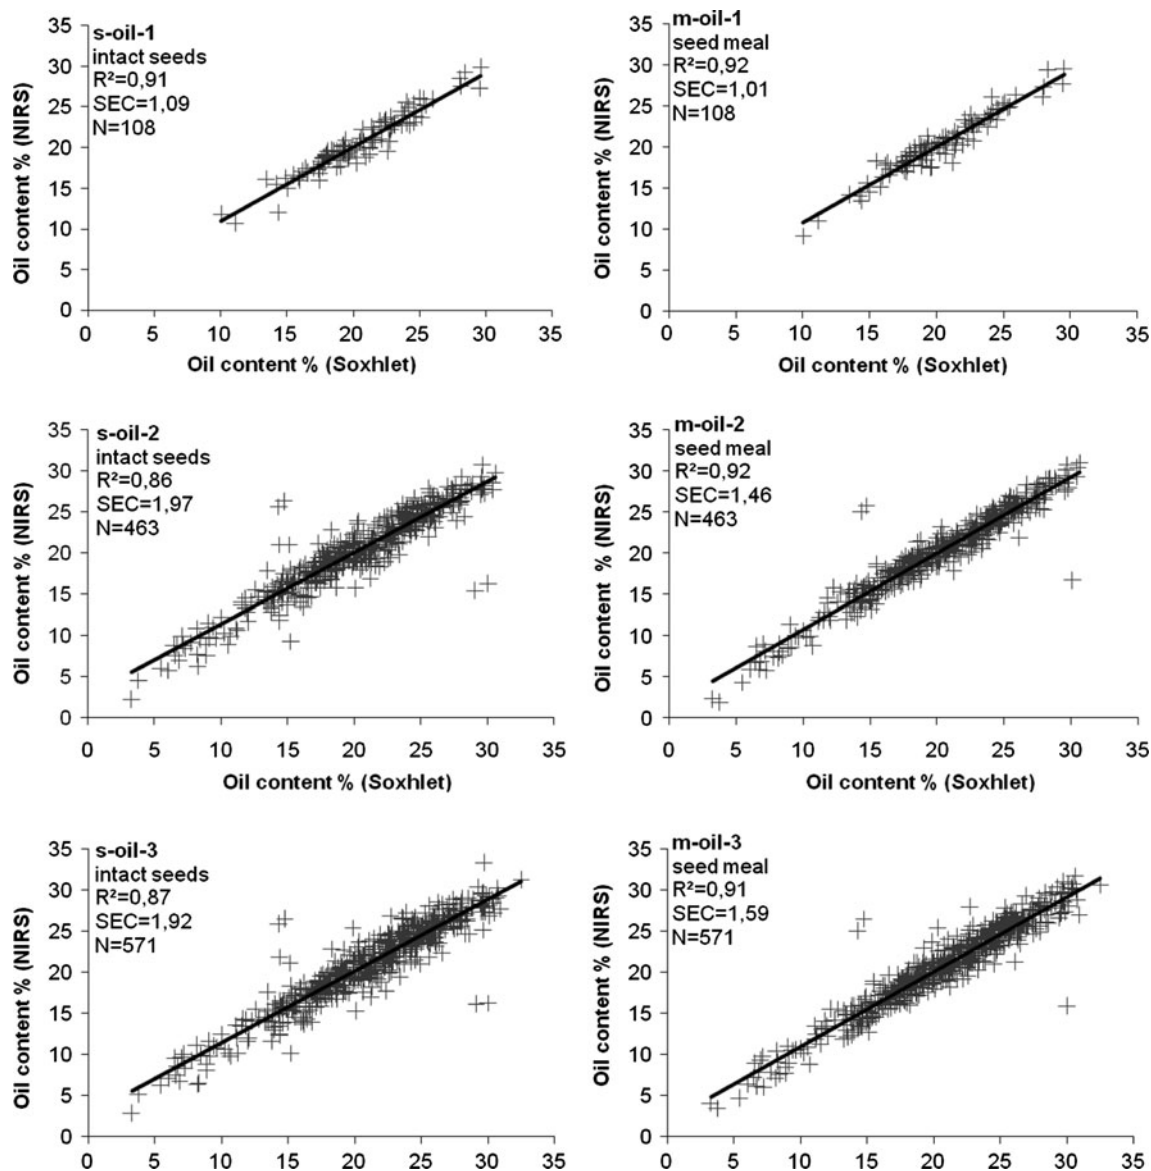 s-oil-1
intact seeds
R²=0,91
SEC=1,09
N=108
Oil content % (NIRS)
35
30
25
20
15
10
5
0
0 5 10 15 20 25 30 35
Oil content % (Soxhlet)
m-oil-1
seed meal
R²=0,92
SEC=1,01
N=108
Oil content % (NIRS)
35
30
25
20
15
10
5
0
0 5 10 15 20 25 30 35
Oil content % (Soxhlet)
s-oil-2
intact seeds
R²=0,86
SEC=1,97
N=463
Oil content % (NIRS)
35
30
25
20
15
10
5
0
0 5 10 15 20 25 30 35
Oil content % (Soxhlet)
m-oil-2
seed meal
R²=0,92
SEC=1,46
N=463
Oil content % (NIRS)
35
30
25
20
15
10
5
0
0 5 10 15 20 25 30 35
Oil content % (Soxhlet)
s-oil-3
intact seeds
R²=0,87
SEC=1,92
N=571
Oil content % (NIRS)
35
30
25
20
15
10
5
0
0 5 10 15 20 25 30 35
m-oil-3
seed meal
R²=0,91
SEC=1,59
N=571
Oil content % (NIRS)
35
30
25
20
15
10
5
0
0 5 10 15 20 25 30 35